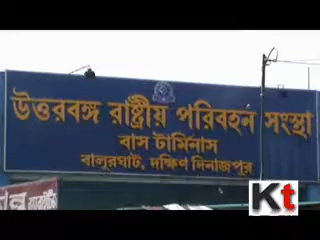 উত্তরবঙ্গ রাষ্ট্রীয় পরিবহন সংস্থা
বাস টার্মিনাস
বালুরঘাট, দক্ষিণ দিনাজপুর
Kt